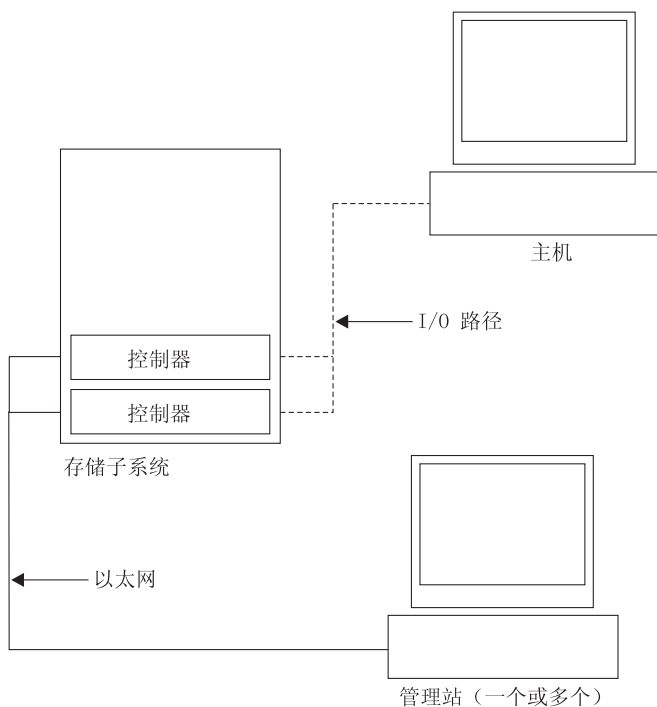 主机
I/O 路径
控制器
控制器
存储子系统
以太网
管理站（一个或多个）